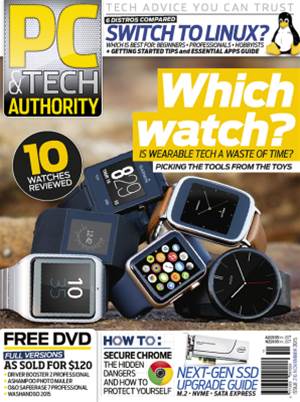 TECH ADVICE YOU CAN TRUST
PC
& TECH
AUTHORITY
6 DISTROS COMPARED
SWITCH TO LINUX?
WHICH IS BEST FOR: BEGINNERS • PROFESSIONALS • HOBBYISTS
+ GETTING STARTED TIPS and ESSENTIAL APPS GUIDE
Which
watch?
IS WEARABLE TECH A WASTE OF TIME?
PICKING THE TOOLS FROM THE TOYS
10
WATCHES
REVIEWED
FREE DVD
FULL VERSIONS
AS SOLD FOR $120
• DRIVER BOOSTER 2 PROFESSIONAL
• ASHAMPOO PHOTO MAILER
• O&O SAFEERASE 7 PROFESSIONAL
• WASHANDGO 2015
HOW TO:
SECURE CHROME
THE HIDDEN
DANGERS
AND HOW TO
PROTECT YOURSELF
NEXT-GEN SSD
UPGRADE GUIDE
M.2 • NVME • SATA EXPRESS